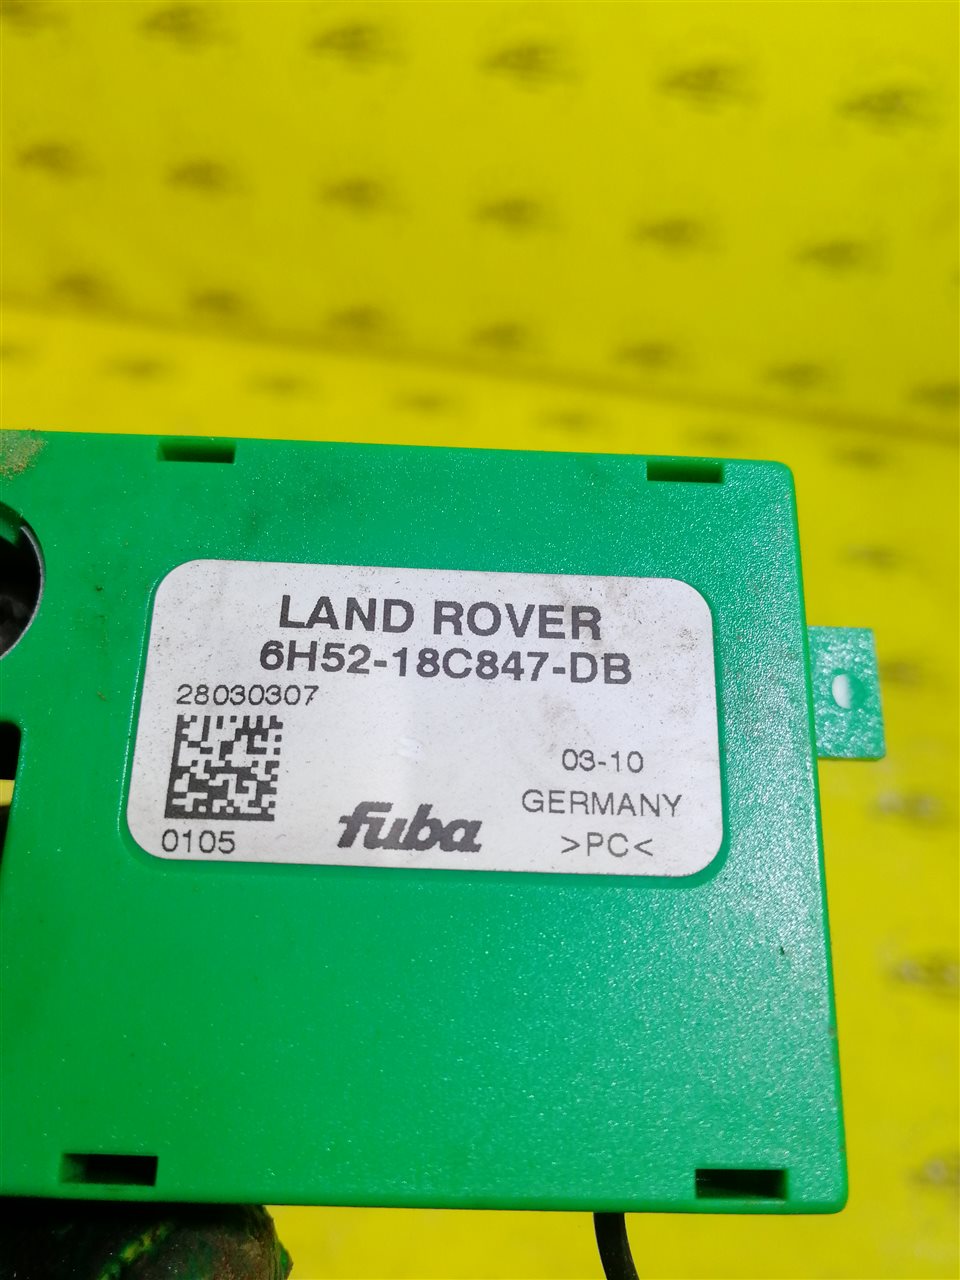 LAND ROVER
6H52-18C847-DB
28030307
03-10
GERMANY
0105
fuba
>PC<